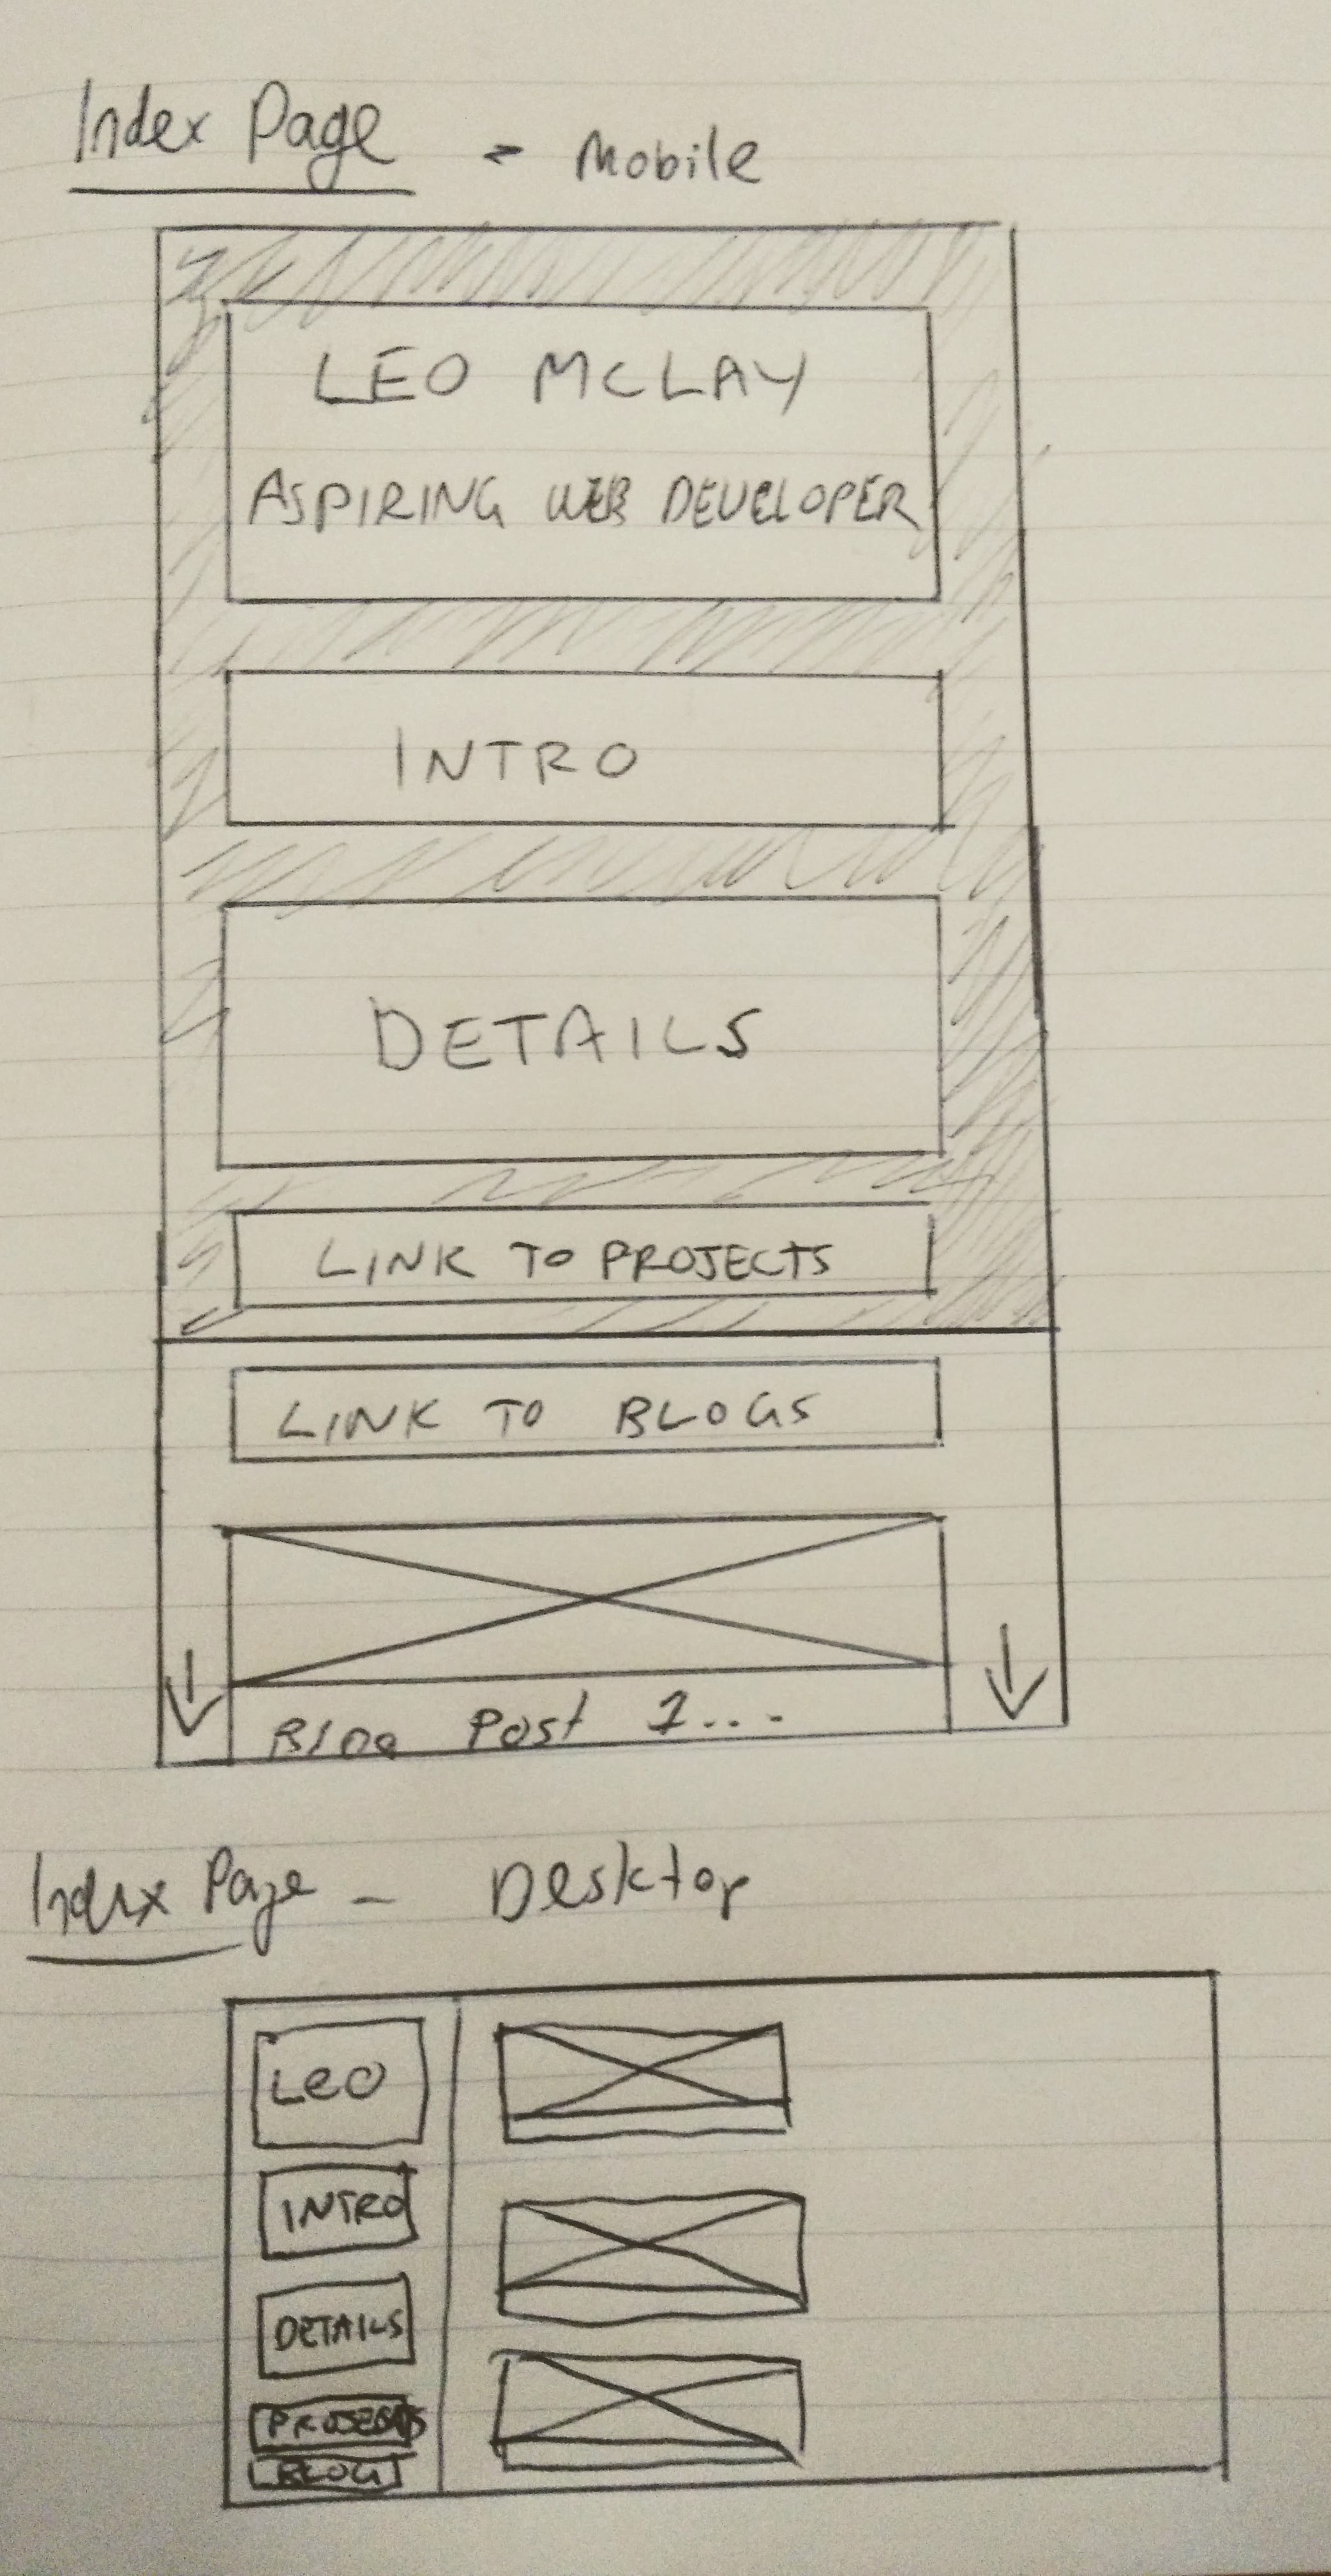 Index Page - Mobile
LEO MCLAY
ASPIRING WEB DEVELOPER
INTRO
DETAILS
LINK TO PROJECTS
LINK TO BLOGS
Blog Post 1...
Index Page - Desktop
LEO
INTRO
DETAILS
PROJECTS
BLOG